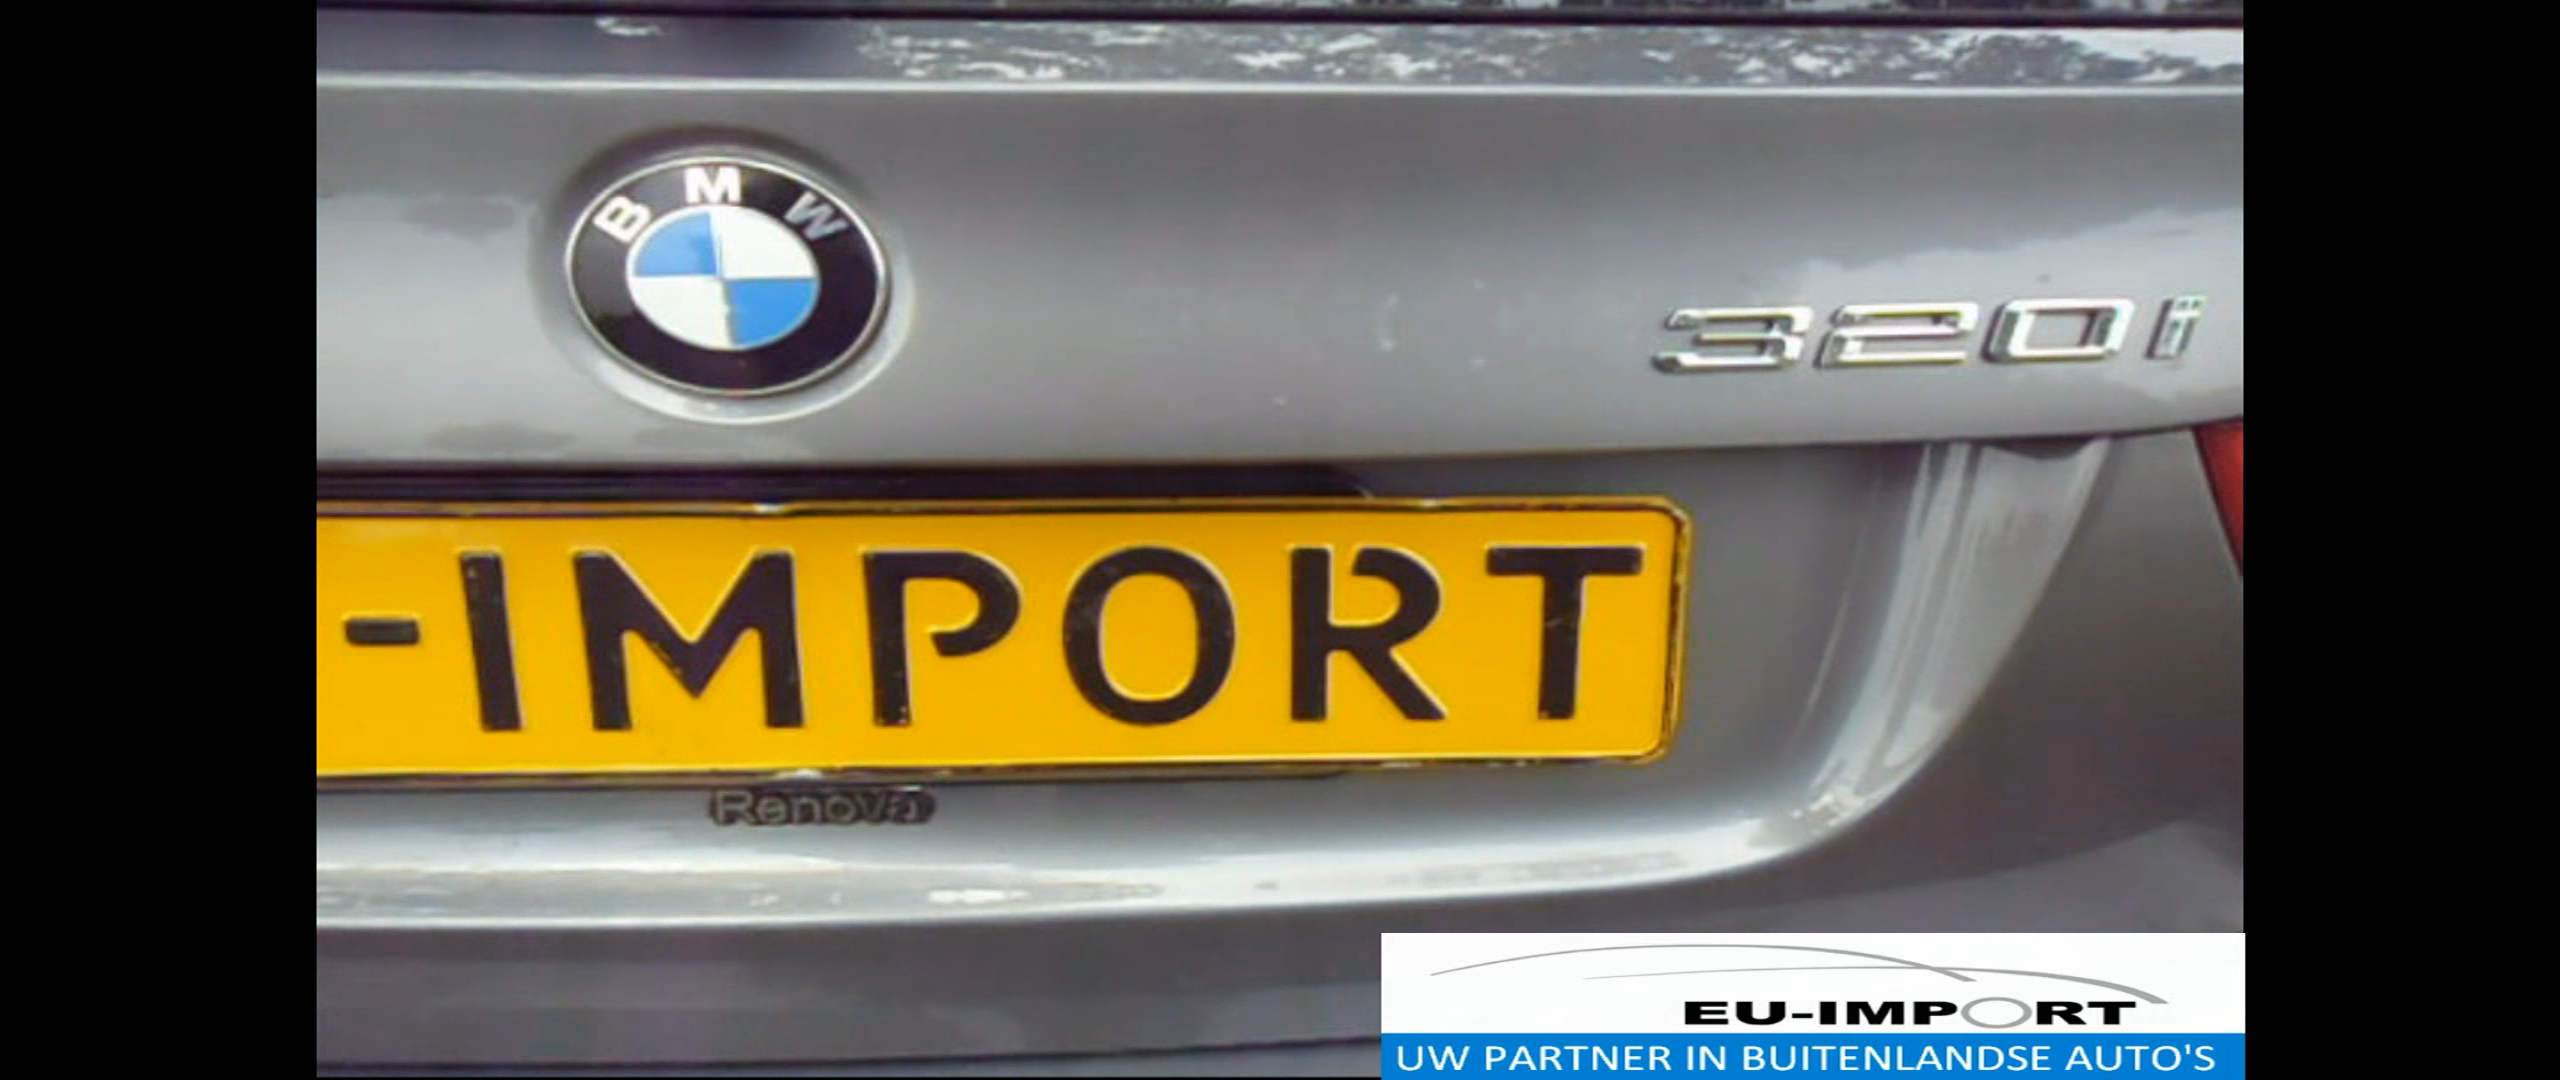 BMW
320i
-IMPORT
Renova
EU-IMPORT
UW PARTNER IN BUITENLANDSE AUTO'S